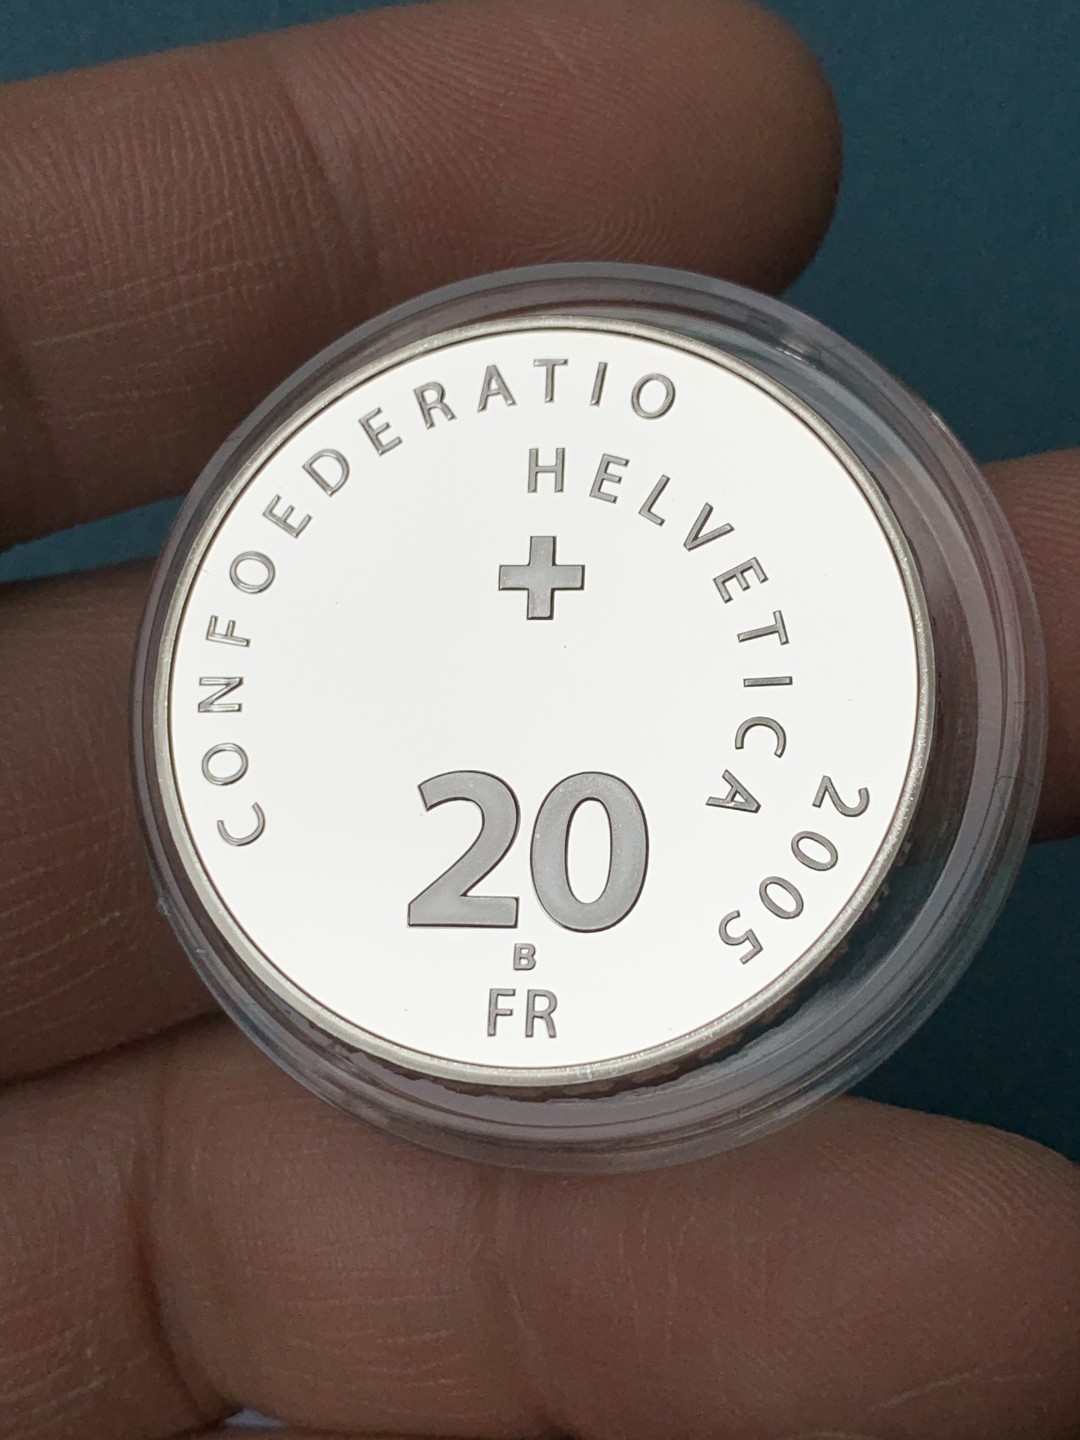 CONFOEDERATIO
HELVETICA
2005
20
B
FR